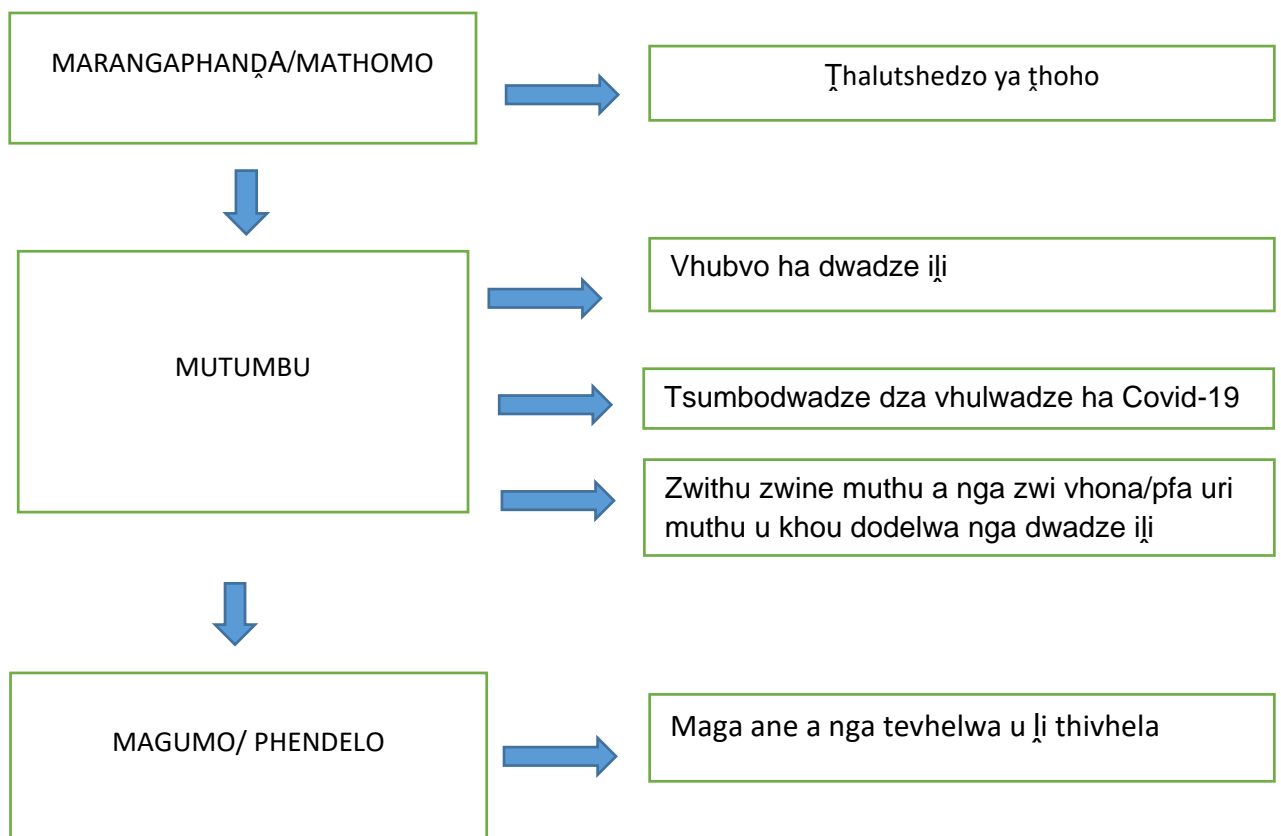 MARANGAPHANḒA/MATHOMO
Ṱhalutshedzo ya ṱhoho
Vhubvo ha dwadze iḽi
MUTUMBU
Tsumbodwadze dza vhulwadze ha Covid-19
Zwithu zwine muthu a nga zwi vhona/pfa uri
muthu u khou dodelwa nga dwadze iḽi
MAGUMO/ PHENDELO
Maga ane a nga tevhelwa u ḽi thivhela